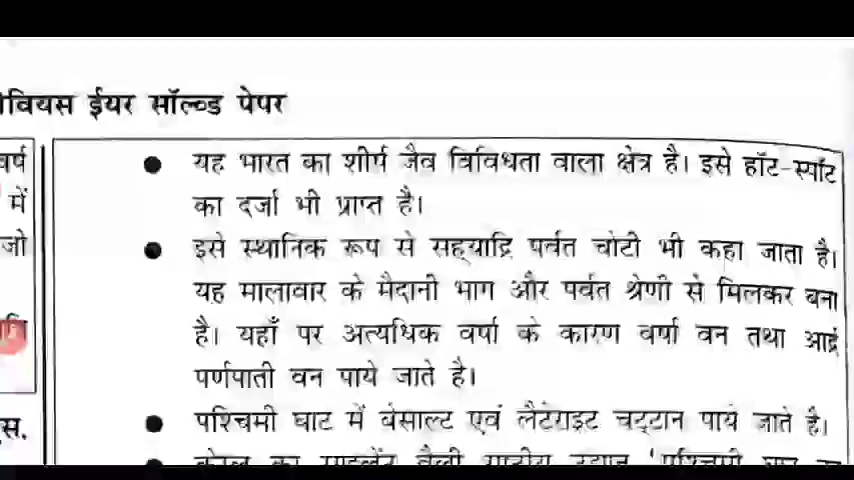 वियस ईयर सॉल्व्ड पेपर
वर्ष
में
जो
● यह भारत का शीर्ष जैव विविधता वाला क्षेत्र है। इसे हॉट-स्पॉट
का दर्जा भी प्राप्त है।
● इसे स्थानिक रूप से सह्याद्रि पर्वत चोटी भी कहा जाता है।
यह मालावार के मैदानी भाग और पर्वत श्रेणी से मिलकर बना
है। यहाँ पर अत्यधिक वर्षा के कारण वर्षा वन तथा आर्द्र
पर्णपाती वन पाये जाते है।
स.
● पश्चिमी घाट में बेसाल्ट एवं लैटेराइट चट्टान पाये जाते है।